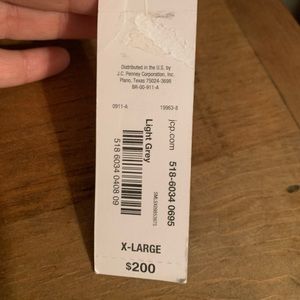 Distributed in the U.S. by
J.C. Penney Corporation, Inc.
Plano, Texas 75024-3698
BR-00-911-A
0911-A
19963-8
jcp.com
518-6034 0695
Light Grey
518 6034 0408 09
X-LARGE
$200